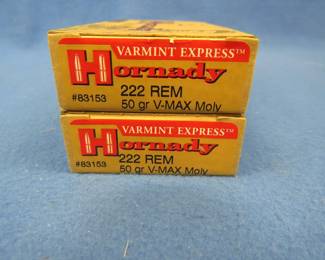 VARMINT EXPRESS™
Hornady
#83153
222 REM
50 gr V-MAX Moly
VARMINT EXPRESS™
Hornady
#83153
222 REM
50 gr V-MAX Moly